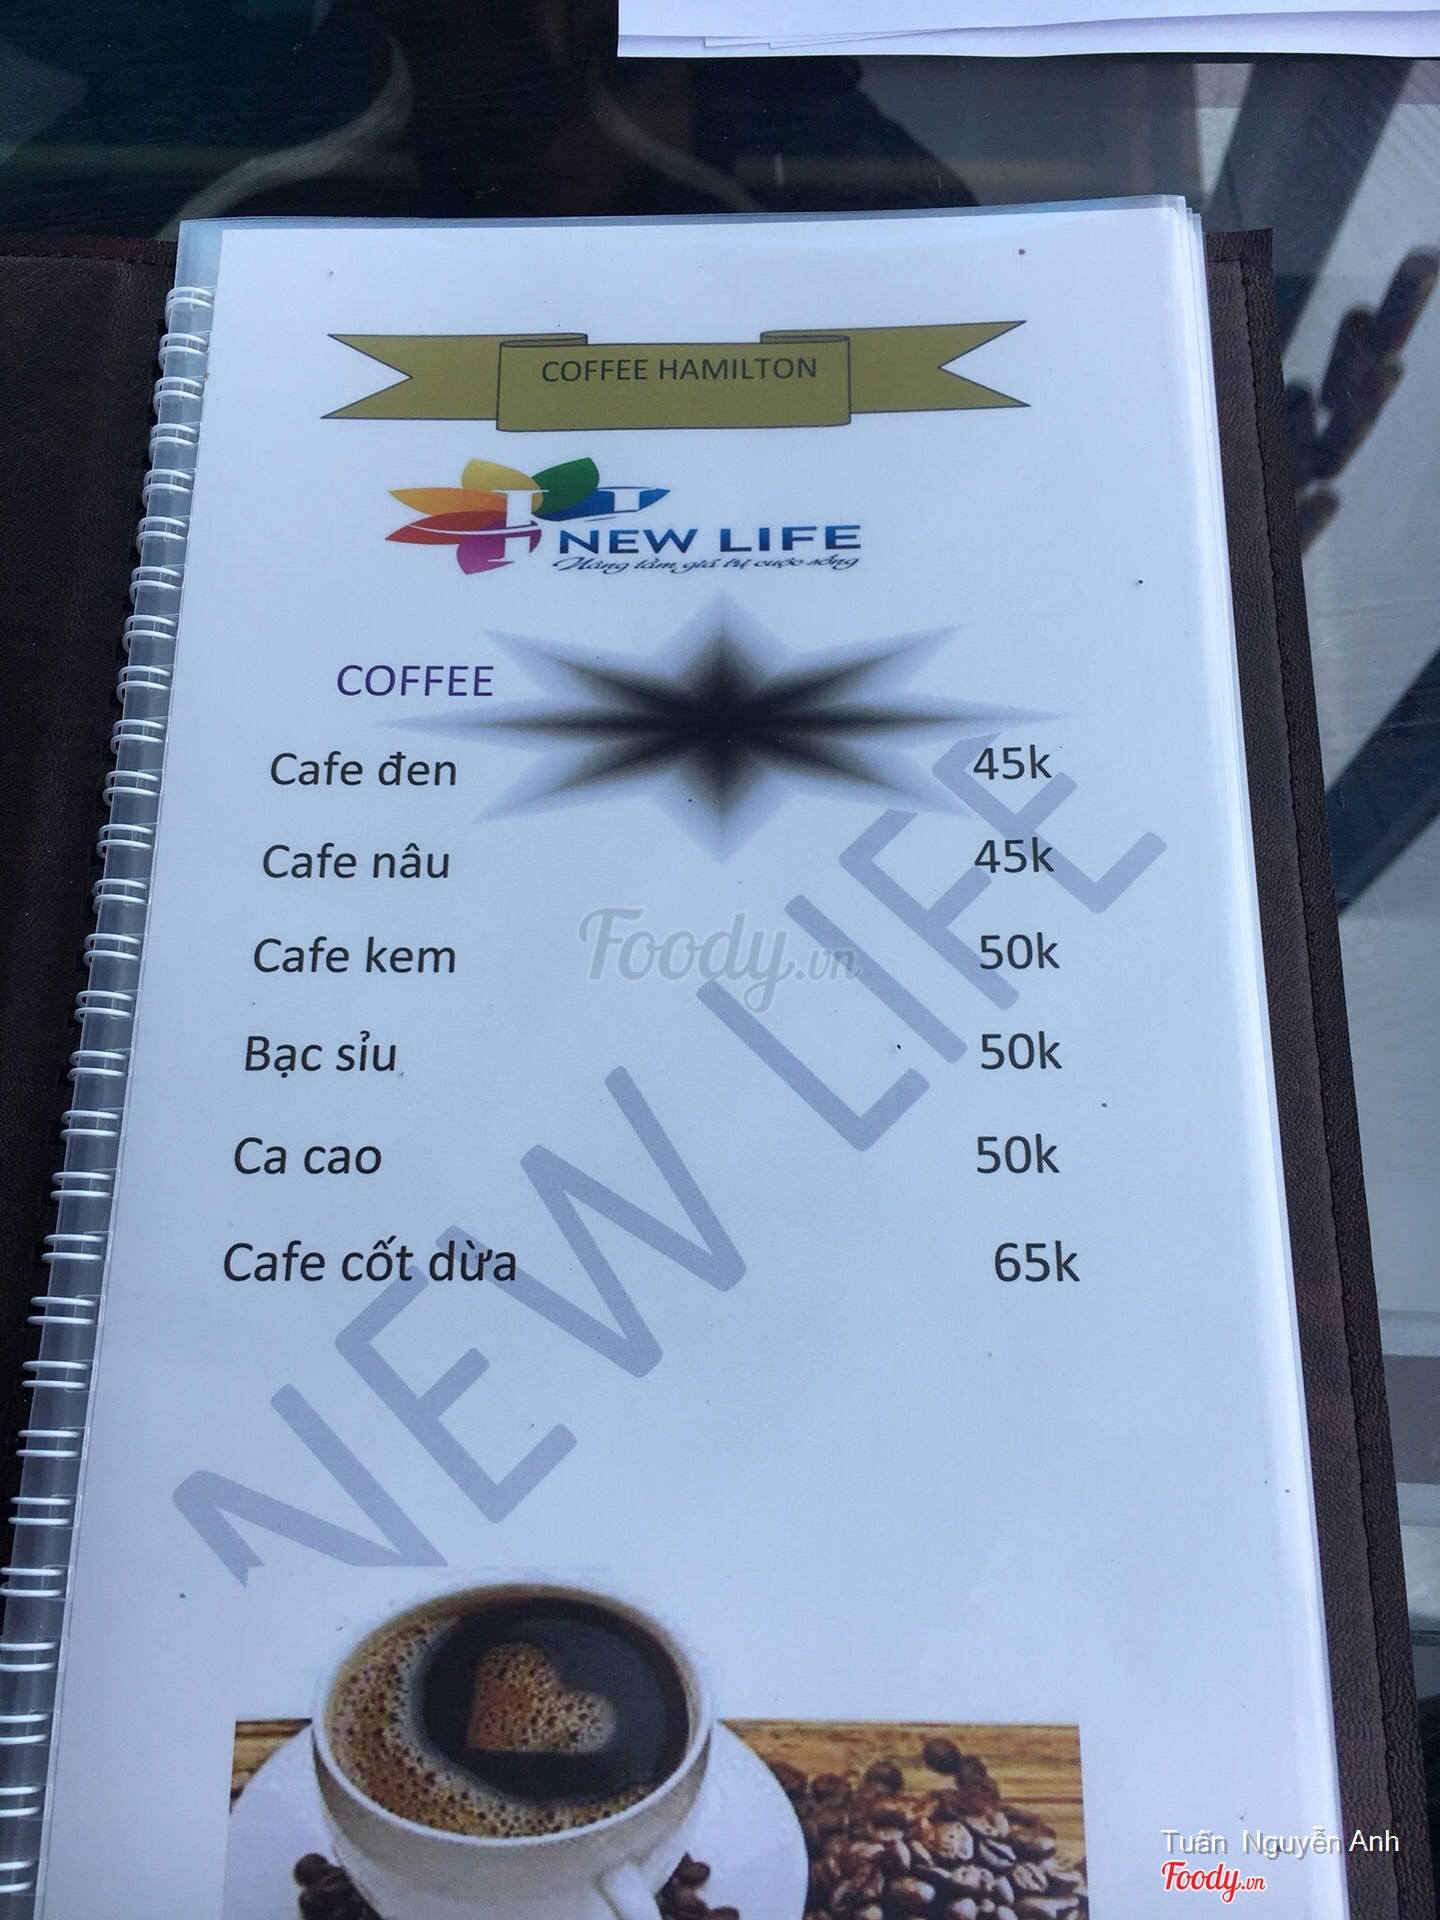 COFFEE HAMILTON
NEW LIFE
Nâng tầm giá trị cuộc sống
COFFEE
Cafe đen 45k
Cafe nâu 45k
Cafe kem 50k
Bạc sỉu 50k
Ca cao 50k
Cafe cốt dừa 65k
NEW LIFE
Foody.vn
Tuấn Nguyễn Anh
Foody.vn